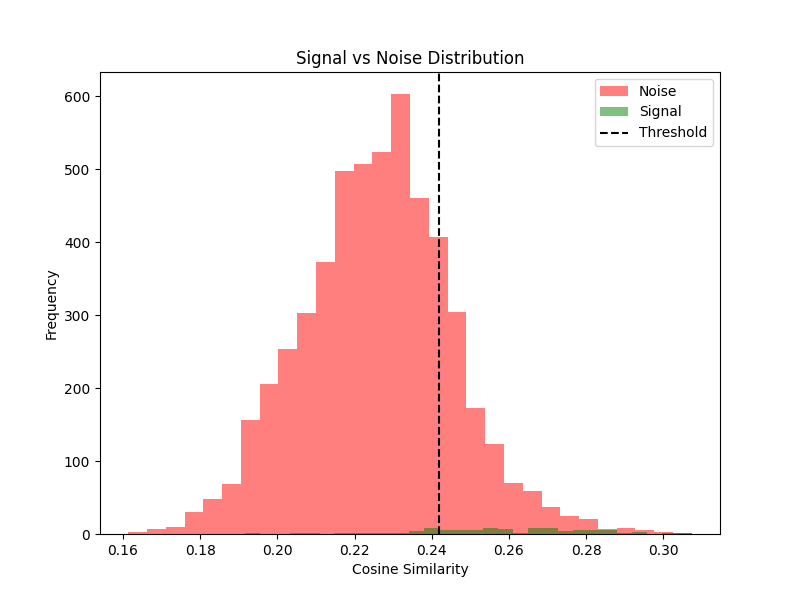 Signal vs Noise Distribution
Noise
Signal
Threshold
600
500
400
300
200
100
0
Frequency
0.16 0.18 0.20 0.22 0.24 0.26 0.28 0.30
Cosine Similarity